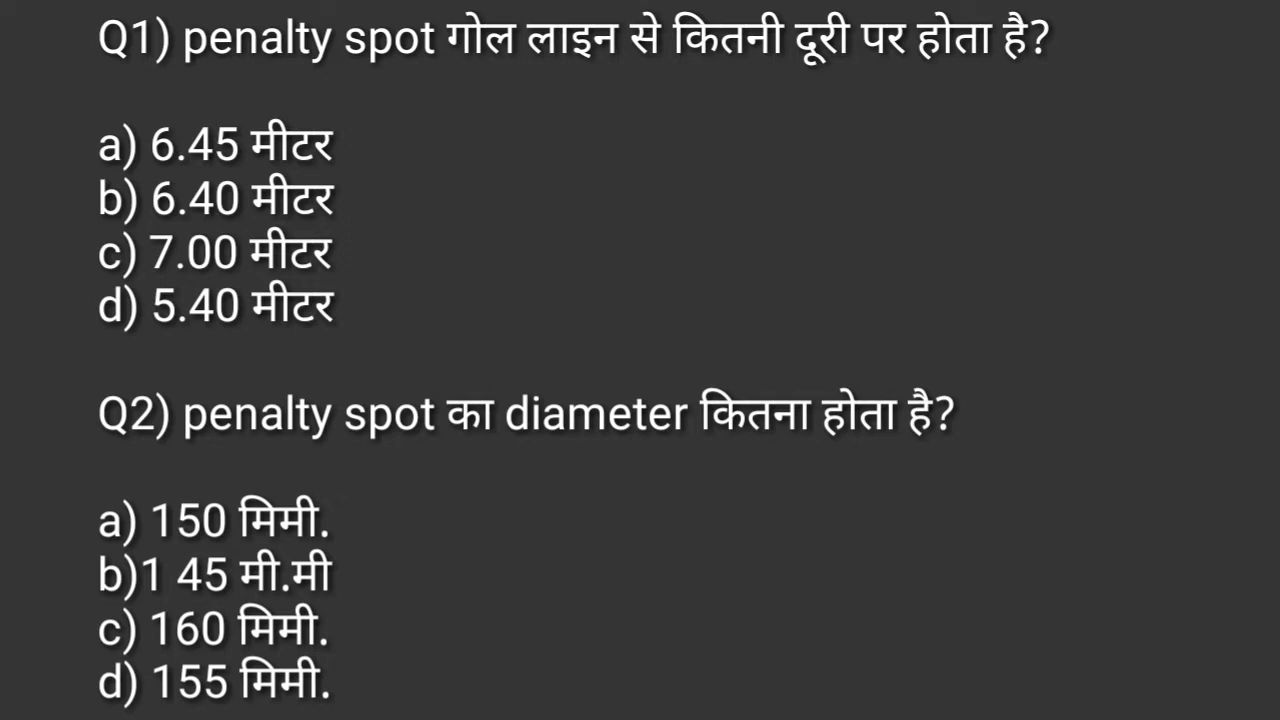 Q1) penalty spot गोल लाइन से कितनी दूरी पर होता है?
a) 6.45 मीटर
b) 6.40 मीटर
c) 7.00 मीटर
d) 5.40 मीटर
Q2) penalty spot का diameter कितना होता है?
a) 150 मिमी.
b)1 45 मी.मी
c) 160 मिमी.
d) 155 मिमी.